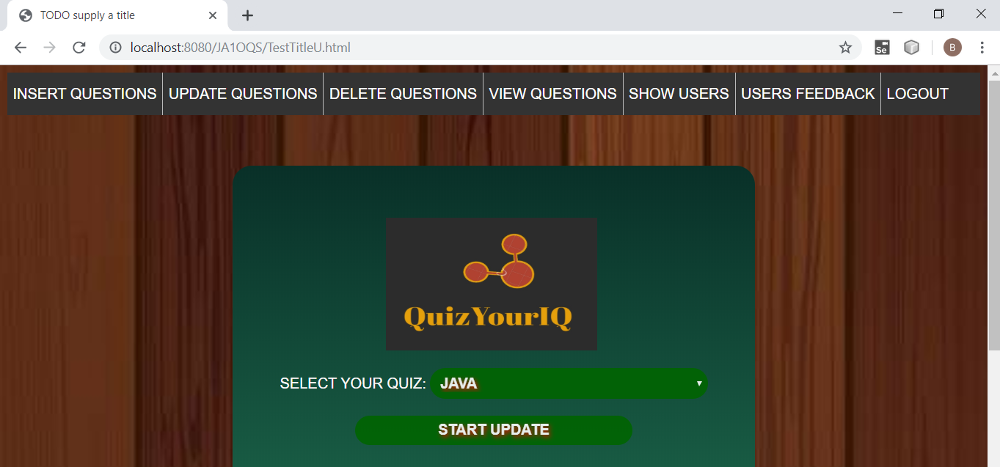 TODO supply a title
localhost:8080/JA1OQS/TestTitleU.html
Se
B
INSERT QUESTIONS UPDATE QUESTIONS DELETE QUESTIONS VIEW QUESTIONS SHOW USERS USERS FEEDBACK LOGOUT
QuizYourIQ
SELECT YOUR QUIZ: JAVA
START UPDATE